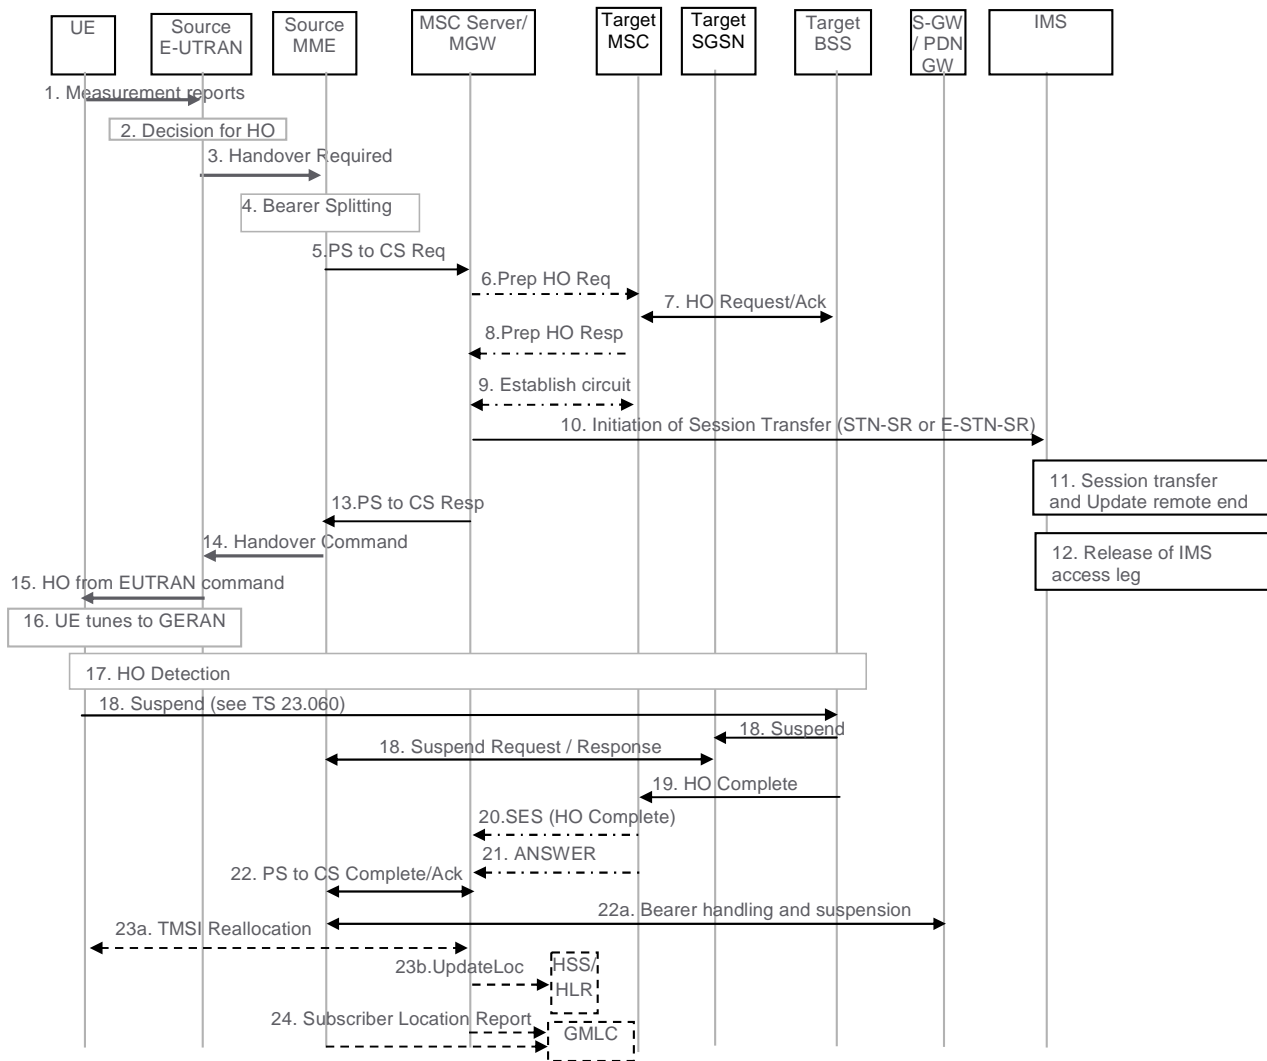 UE
Source
E-UTRAN
Source
MME
MSC Server/
MGW
Target
MSC
Target
SGSN
Target
BSS
S-GW
/ PDN
GW
IMS
1. Measurement reports
2. Decision for HO
3. Handover Required
4. Bearer Splitting
5.PS to CS Req
6.Prep HO Req
7. HO Request/Ack
8.Prep HO Resp
9. Establish circuit
10. Initiation of Session Transfer (STN-SR or E-STN-SR)
11. Session transfer
and Update remote end
13.PS to CS Resp
14. Handover Command
12. Release of IMS
access leg
15. HO from EUTRAN command
16. UE tunes to GERAN
17. HO Detection
18. Suspend (see TS 23.060)
18. Suspend
18. Suspend Request / Response
19. HO Complete
20.SES (HO Complete)
21. ANSWER
22. PS to CS Complete/Ack
22a. Bearer handling and suspension
23a. TMSI Reallocation
23b.UpdateLoc
HSS/
HLR
24. Subscriber Location Report
GMLC